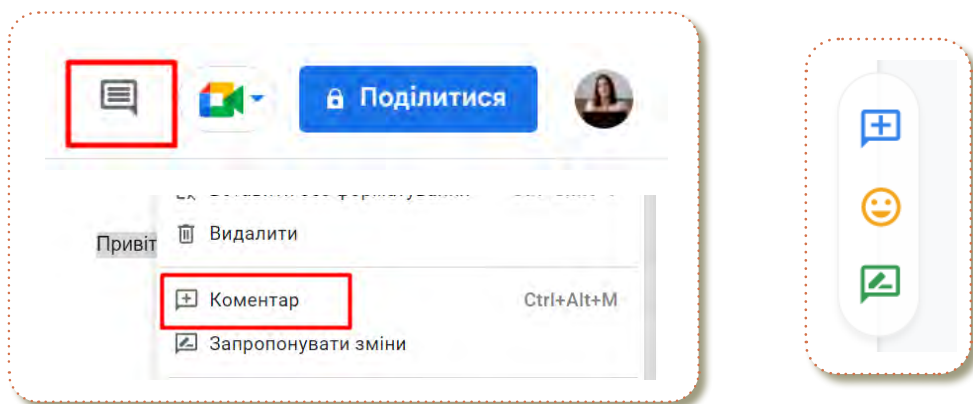 Поділитися
Видалити
Привіт
Коментар Ctrl+Alt+M
Запропонувати зміни